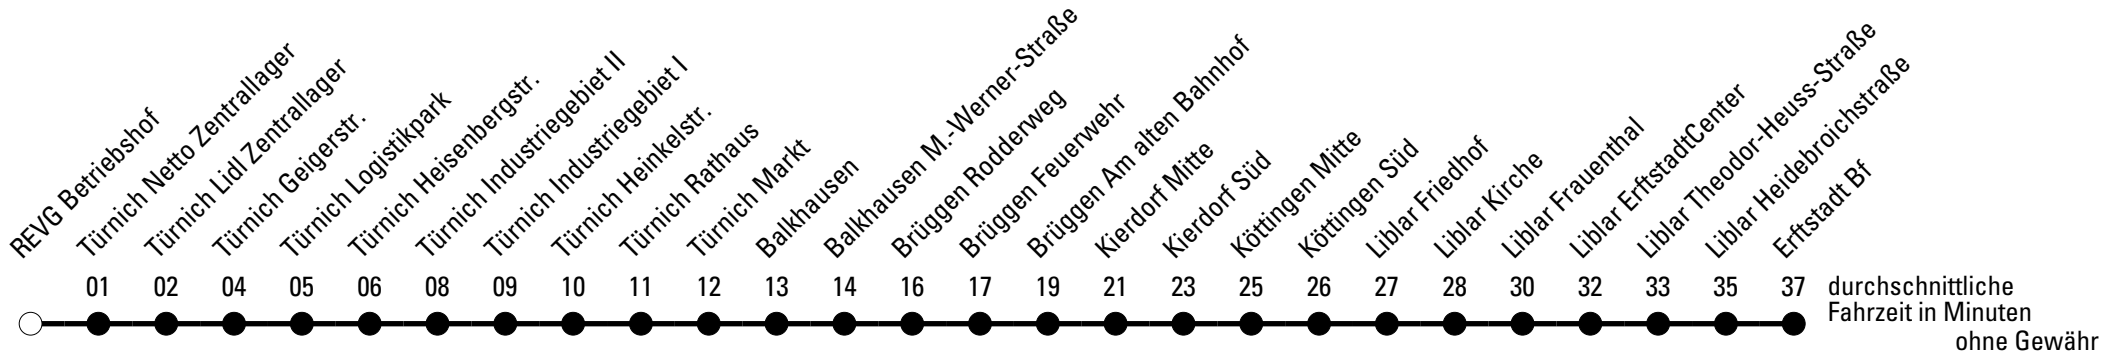 REVG Betriebshof
Türnich Netto Zentrallager
Türnich Lidl Zentrallager
Türnich Geigerstr.
Türnich Logistikpark
Türnich Heisenbergstr.
Türnich Industriegebiet II
Türnich Industriegebiet I
Türnich Heinkelstr.
Türnich Rathaus
Türnich Markt
Balkhausen
Balkhausen M.-Werner-Straße
Brüggen Rodderweg
Brüggen Feuerwehr
Brüggen Am alten Bahnhof
Kierdorf Mitte
Kierdorf Süd
Köttingen Mitte
Köttingen Süd
Liblar Friedhof
Liblar Kirche
Liblar Frauenthal
Liblar ErftstadtCenter
Liblar Theodor-Heuss-Straße
Liblar Heidebroichstraße
Erftstadt Bf
01 02 04 05 06 08 09 10 11 12 13 14 16 17 19 21 23 25 26 27 28 30 32 33 35 37 durchschnittliche
Fahrzeit in Minuten
ohne Gewähr